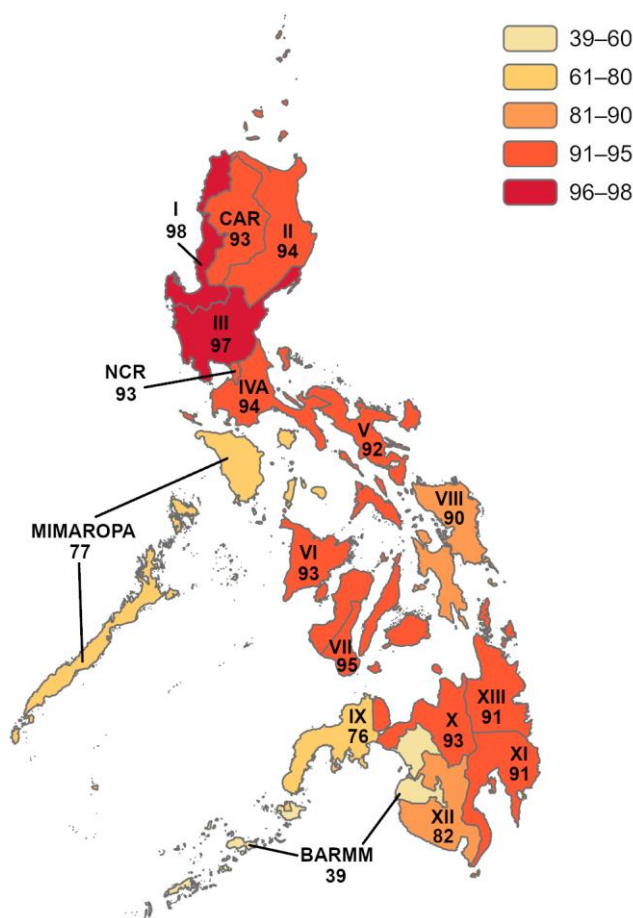 39–60
61–80
81–90
91–95
96–98
I
98
CAR
93
II
94
III
97
NCR
93
IVA
94
V
92
VIII
90
MIMAROPA
77
VI
93
VII
95
IX
76
X
93
XIII
91
XI
91
XII
82
BARMM
39